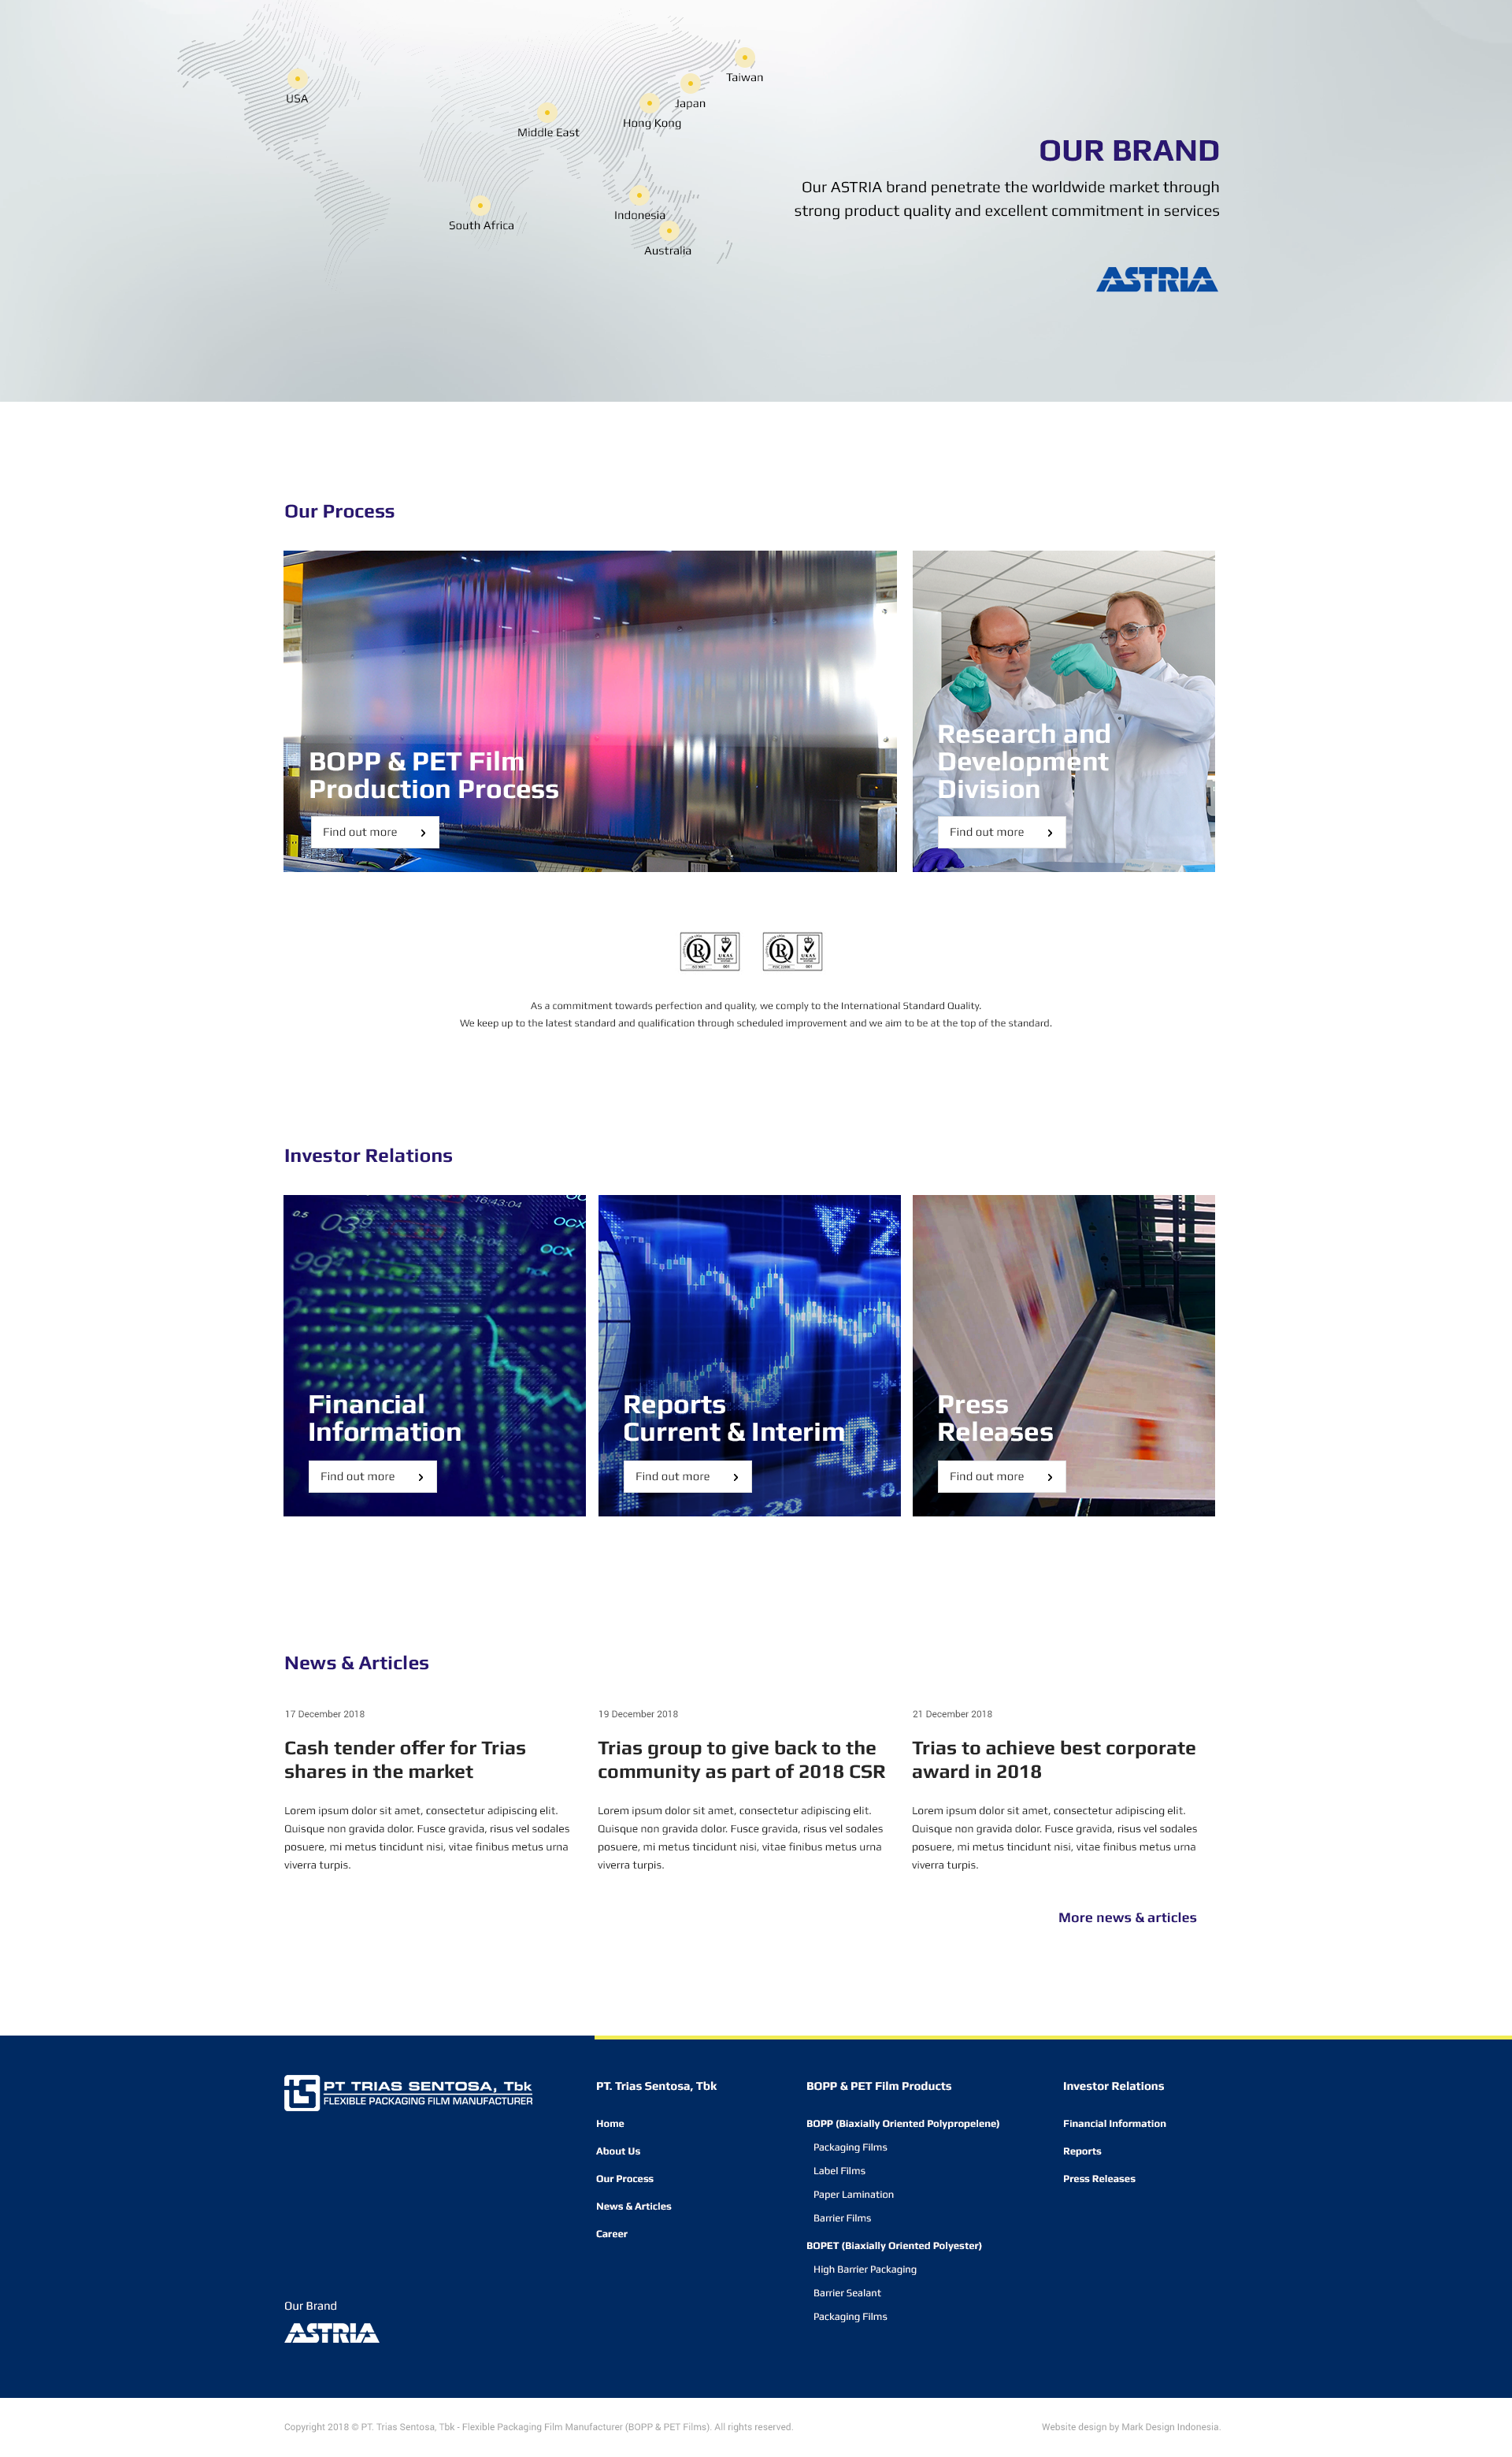 Taiwan
USA
Japan
Hong Kong
Middle East
OUR BRAND
Our ASTRIA brand penetrate the worldwide market through
strong product quality and excellent commitment in services
Indonesia
South Africa
Australia
ASTRIA
Our Process
BOPP & PET Film
Production Process
Find out more
Research and
Development
Division
Find out more
R
UKAS
001
R
UKAS
001
As a commitment towards perfection and quality, we comply to the International Standard Quality.
We keep up to the latest standard and qualification through scheduled improvement and we aim to be at the top of the standard.
Investor Relations
16:43:04
0.5
OCX
OCX
TICK
Financial
Information
Find out more
Reports
Current & Interim
Find out more
Press
Releases
Find out more
News & Articles
17 December 2018
Cash tender offer for Trias
shares in the market
Lorem ipsum dolor sit amet, consectetur adipiscing elit.
Quisque non gravida dolor. Fusce gravida, risus vel sodales
posuere, mi metus tincidunt nisi, vitae finibus metus urna
viverra turpis.
19 December 2018
Trias group to give back to the
community as part of 2018 CSR
Lorem ipsum dolor sit amet, consectetur adipiscing elit.
Quisque non gravida dolor. Fusce gravida, risus vel sodales
posuere, mi metus tincidunt nisi, vitae finibus metus urna
viverra turpis.
21 December 2018
Trias to achieve best corporate
award in 2018
Lorem ipsum dolor sit amet, consectetur adipiscing elit.
Quisque non gravida dolor. Fusce gravida, risus vel sodales
posuere, mi metus tincidunt nisi, vitae finibus metus urna
viverra turpis.
More news & articles
PT TRIAS SENTOSA, Tbk
FLEXIBLE PACKAGING FILM MANUFACTURER
Our Brand
ASTRIA
PT. Trias Sentosa, Tbk
Home
About Us
Our Process
News & Articles
Career
BOPP & PET Film Products
BOPP (Biaxially Oriented Polypropelene)
Packaging Films
Label Films
Paper Lamination
Barrier Films
BOPET (Biaxially Oriented Polyester)
High Barrier Packaging
Barrier Sealant
Packaging Films
Investor Relations
Financial Information
Reports
Press Releases
Copyright 2018 © PT. Trias Sentosa, Tbk - Flexible Packaging Film Manufacturer (BOPP & PET Films). All rights reserved.
Website design by Mark Design Indonesia.